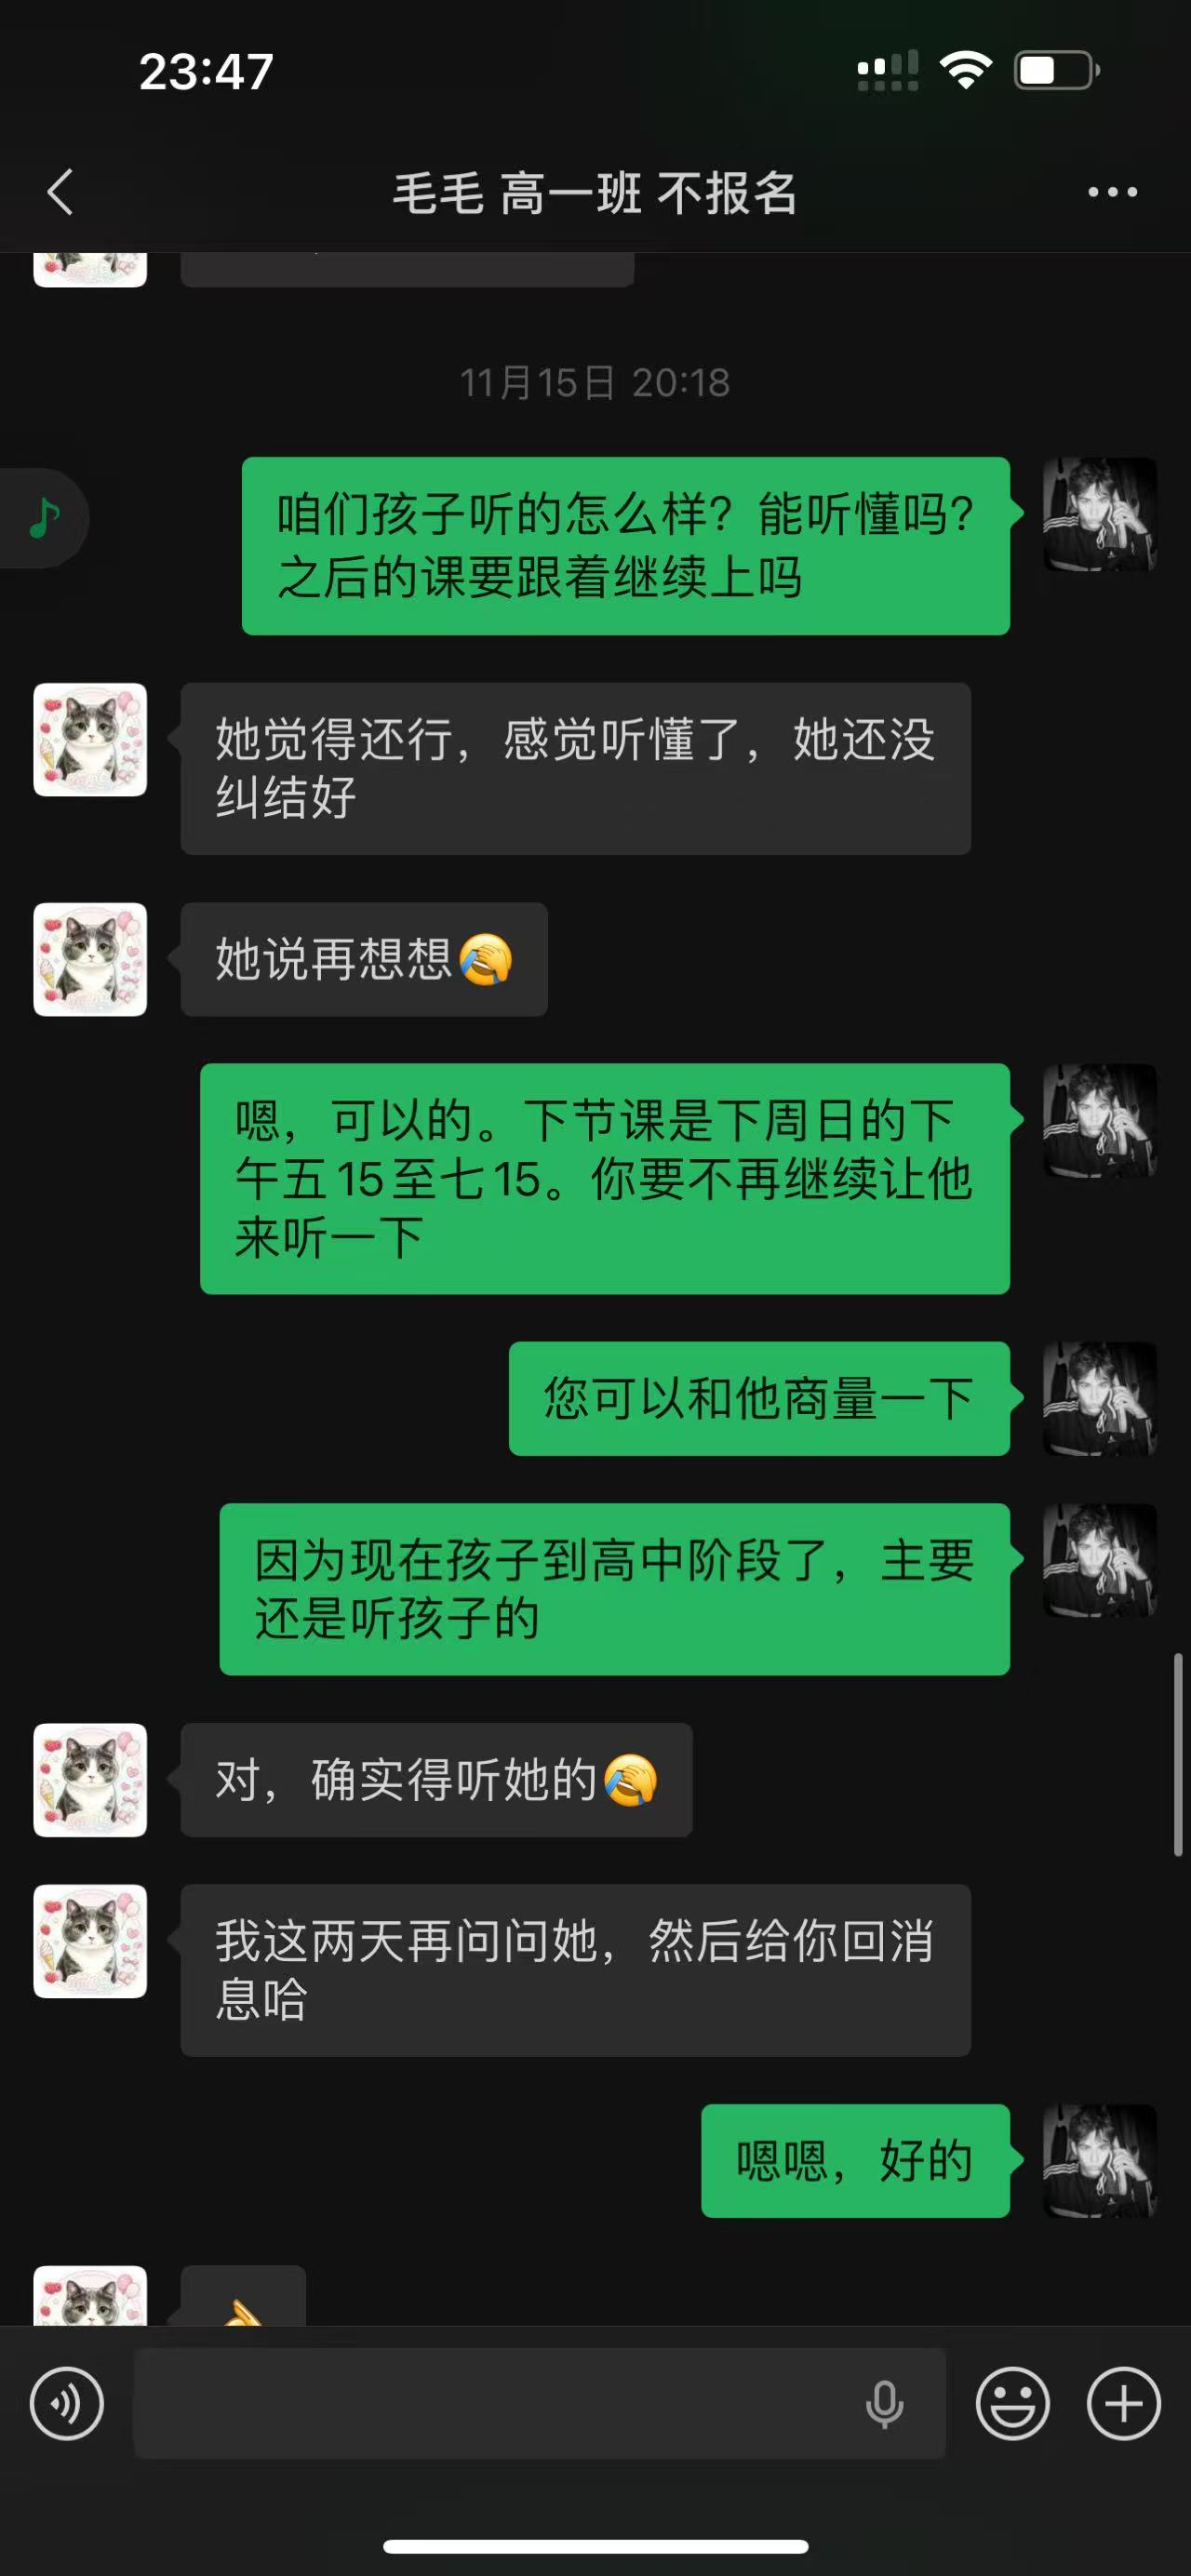 23:47
毛毛 高一班 不报名
11月15日 20:18
咱们孩子听的怎么样？能听懂吗？
之后的课要跟着继续上吗
她觉得还行，感觉听懂了，她还没
纠结好
她说再想想🤦
嗯，可以的。下节课是下周日的下
午五15至七15。你要不再继续让他
来听一下
您可以和他商量一下
因为现在孩子到高中阶段了，主要
还是听孩子的
对，确实得听她的🤦
我这两天再问问她，然后给你回消
息哈
嗯嗯，好的